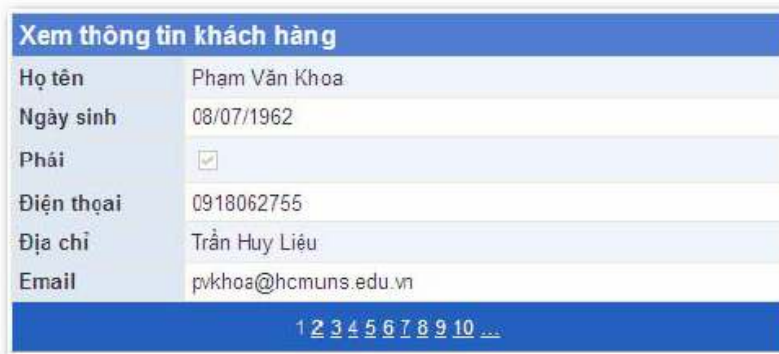 Xem thông tin khách hàng
Họ tên Phạm Văn Khoa
Ngày sinh 08/07/1962
Phái
Điện thọai 0918062755
Địa chỉ Trần Huy Liệu
Email pvkhoa@hcmuns.edu.vn
1 2 3 4 5 6 7 8 9 10 ...